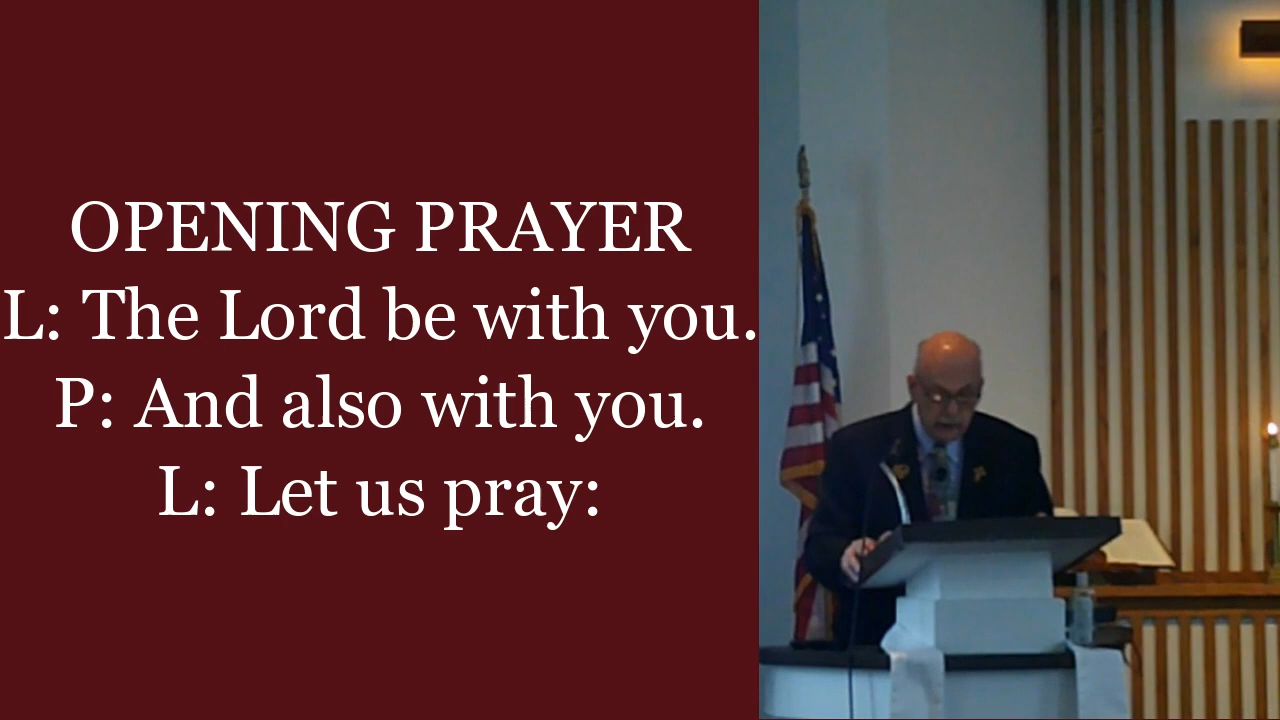 OPENING PRAYER
L: The Lord be with you.
P: And also with you.
L: Let us pray: